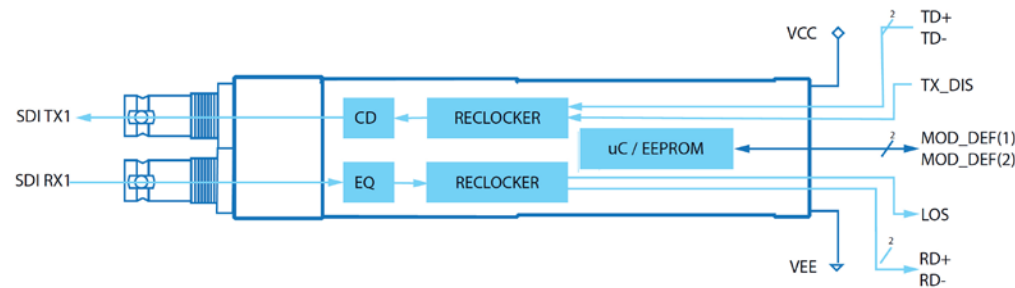 2
TD+
TD-
VCC
TX_DIS
SDI TX1
CD
RECLOCKER
uC / EEPROM
2
MOD_DEF(1)
MOD_DEF(2)
SDI RX1
EQ
RECLOCKER
LOS
2
VEE
RD+
RD-